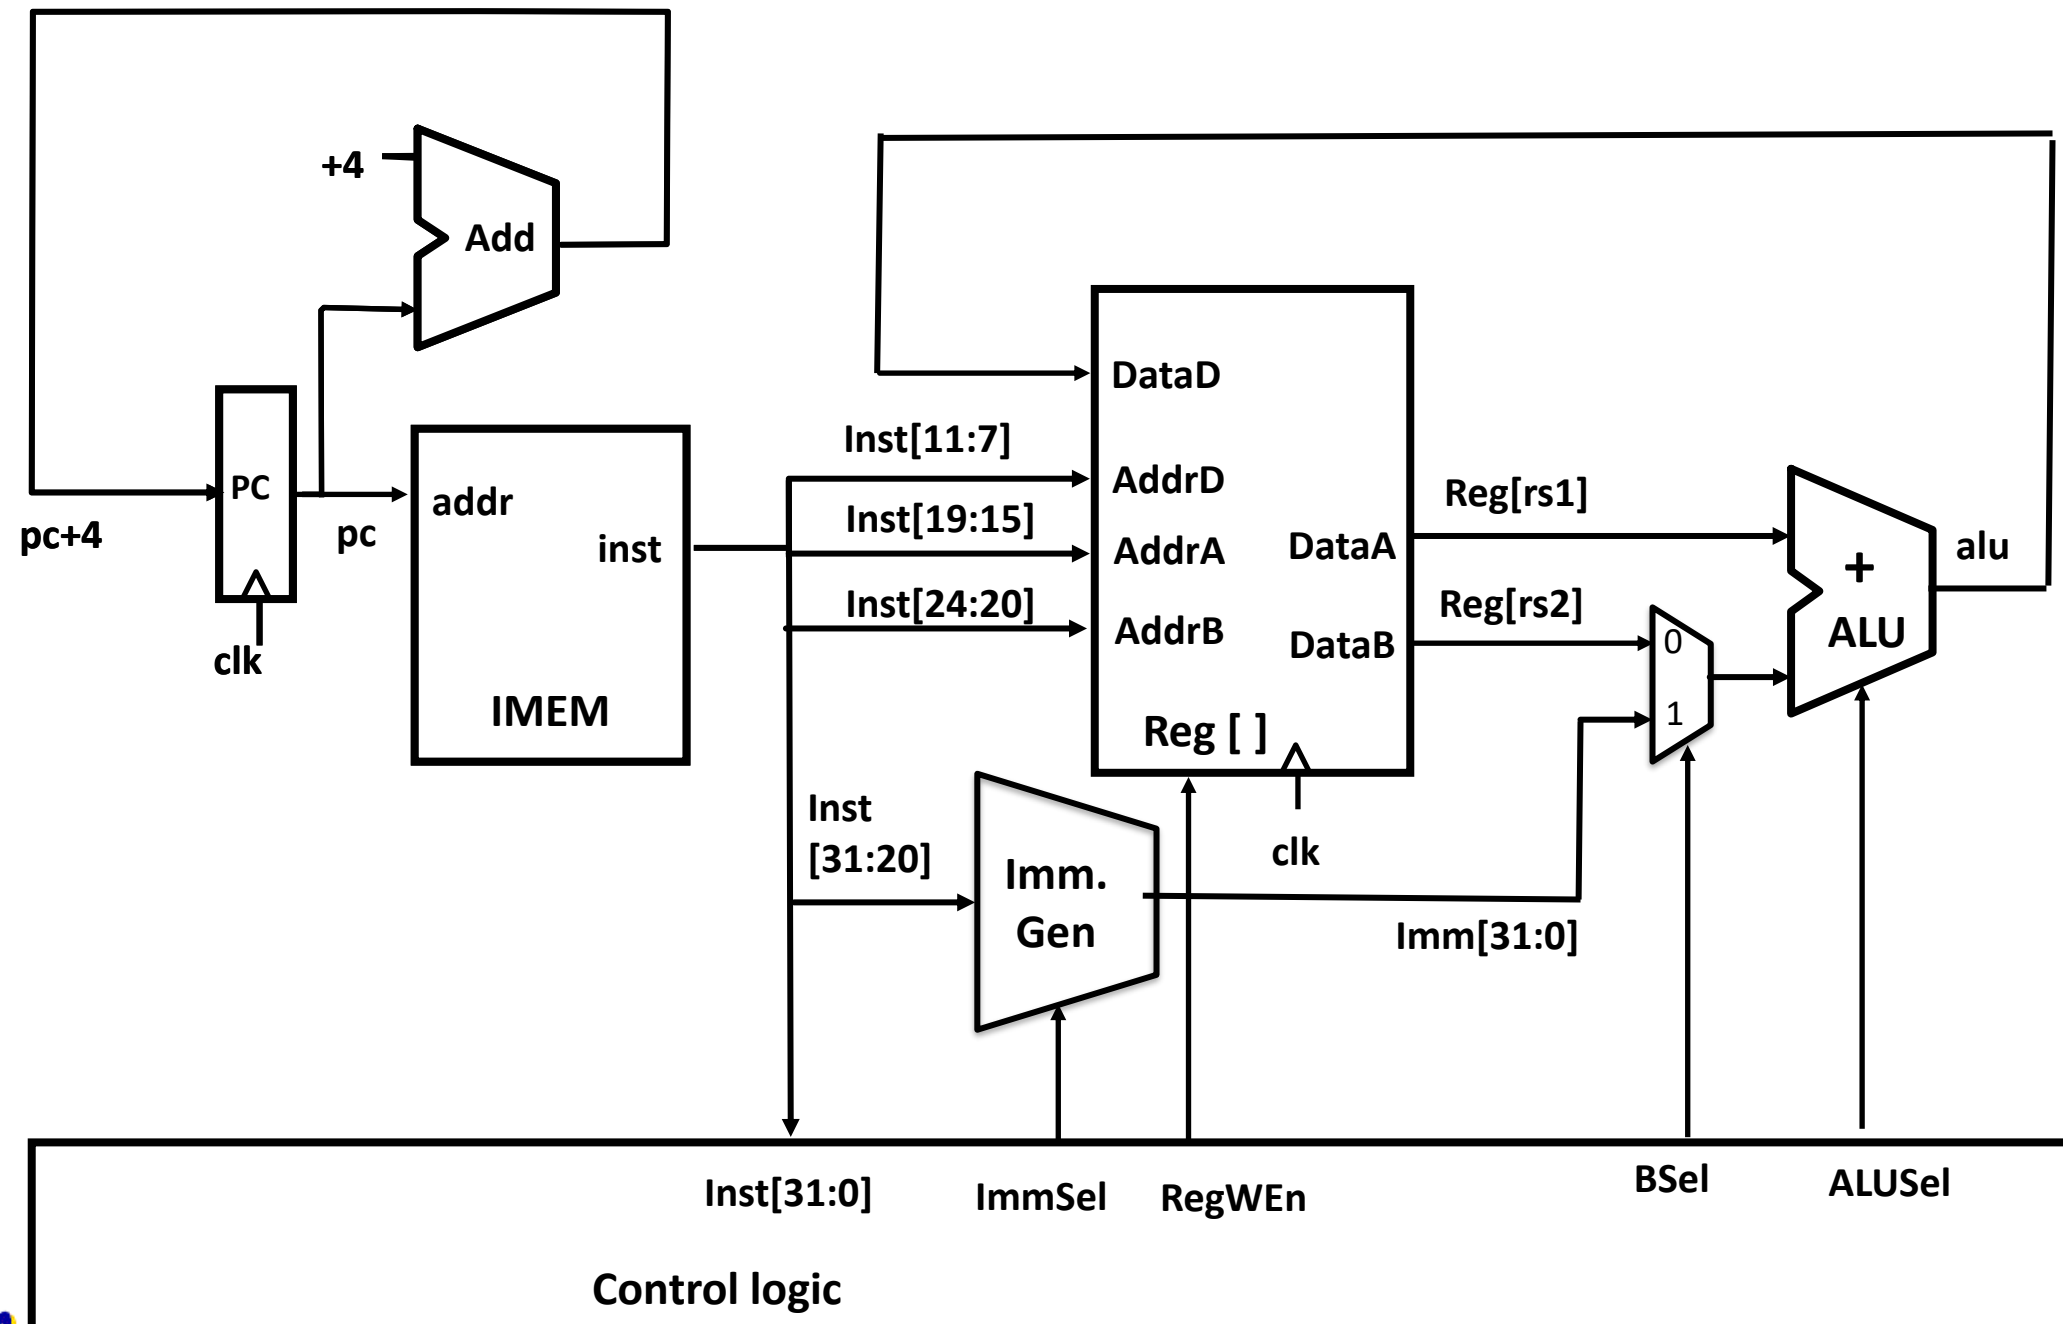 +4
Add
pc+4
PC
clk
pc
addr
inst
IMEM
Inst[11:7]
Inst[19:15]
Inst[24:20]
DataD
AddrD
AddrA
AddrB
DataA
DataB
Reg [ ]
clk
Reg[rs1]
Reg[rs2]
0
1
+
ALU
alu
Inst
[31:20]
Imm.
Gen
Imm[31:0]
Inst[31:0]
ImmSel
RegWEn
BSel
ALUSel
Control logic